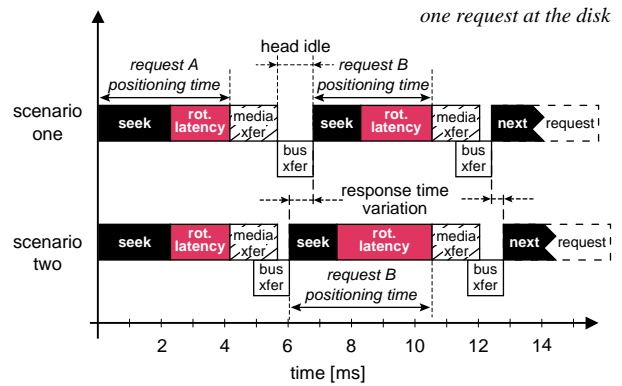 one request at the disk
head idle
request A
positioning time
request B
positioning time
scenario
one
seek
rot.
latency
media
xfer
bus
xfer
seek
rot.
latency
media
xfer
bus
xfer
next
request
response time
variation
scenario
two
seek
rot.
latency
media
xfer
bus
xfer
seek
rot.
latency
media
xfer
bus
xfer
next
request
request B
positioning time
2 4 6 8 10 12 14
time [ms]